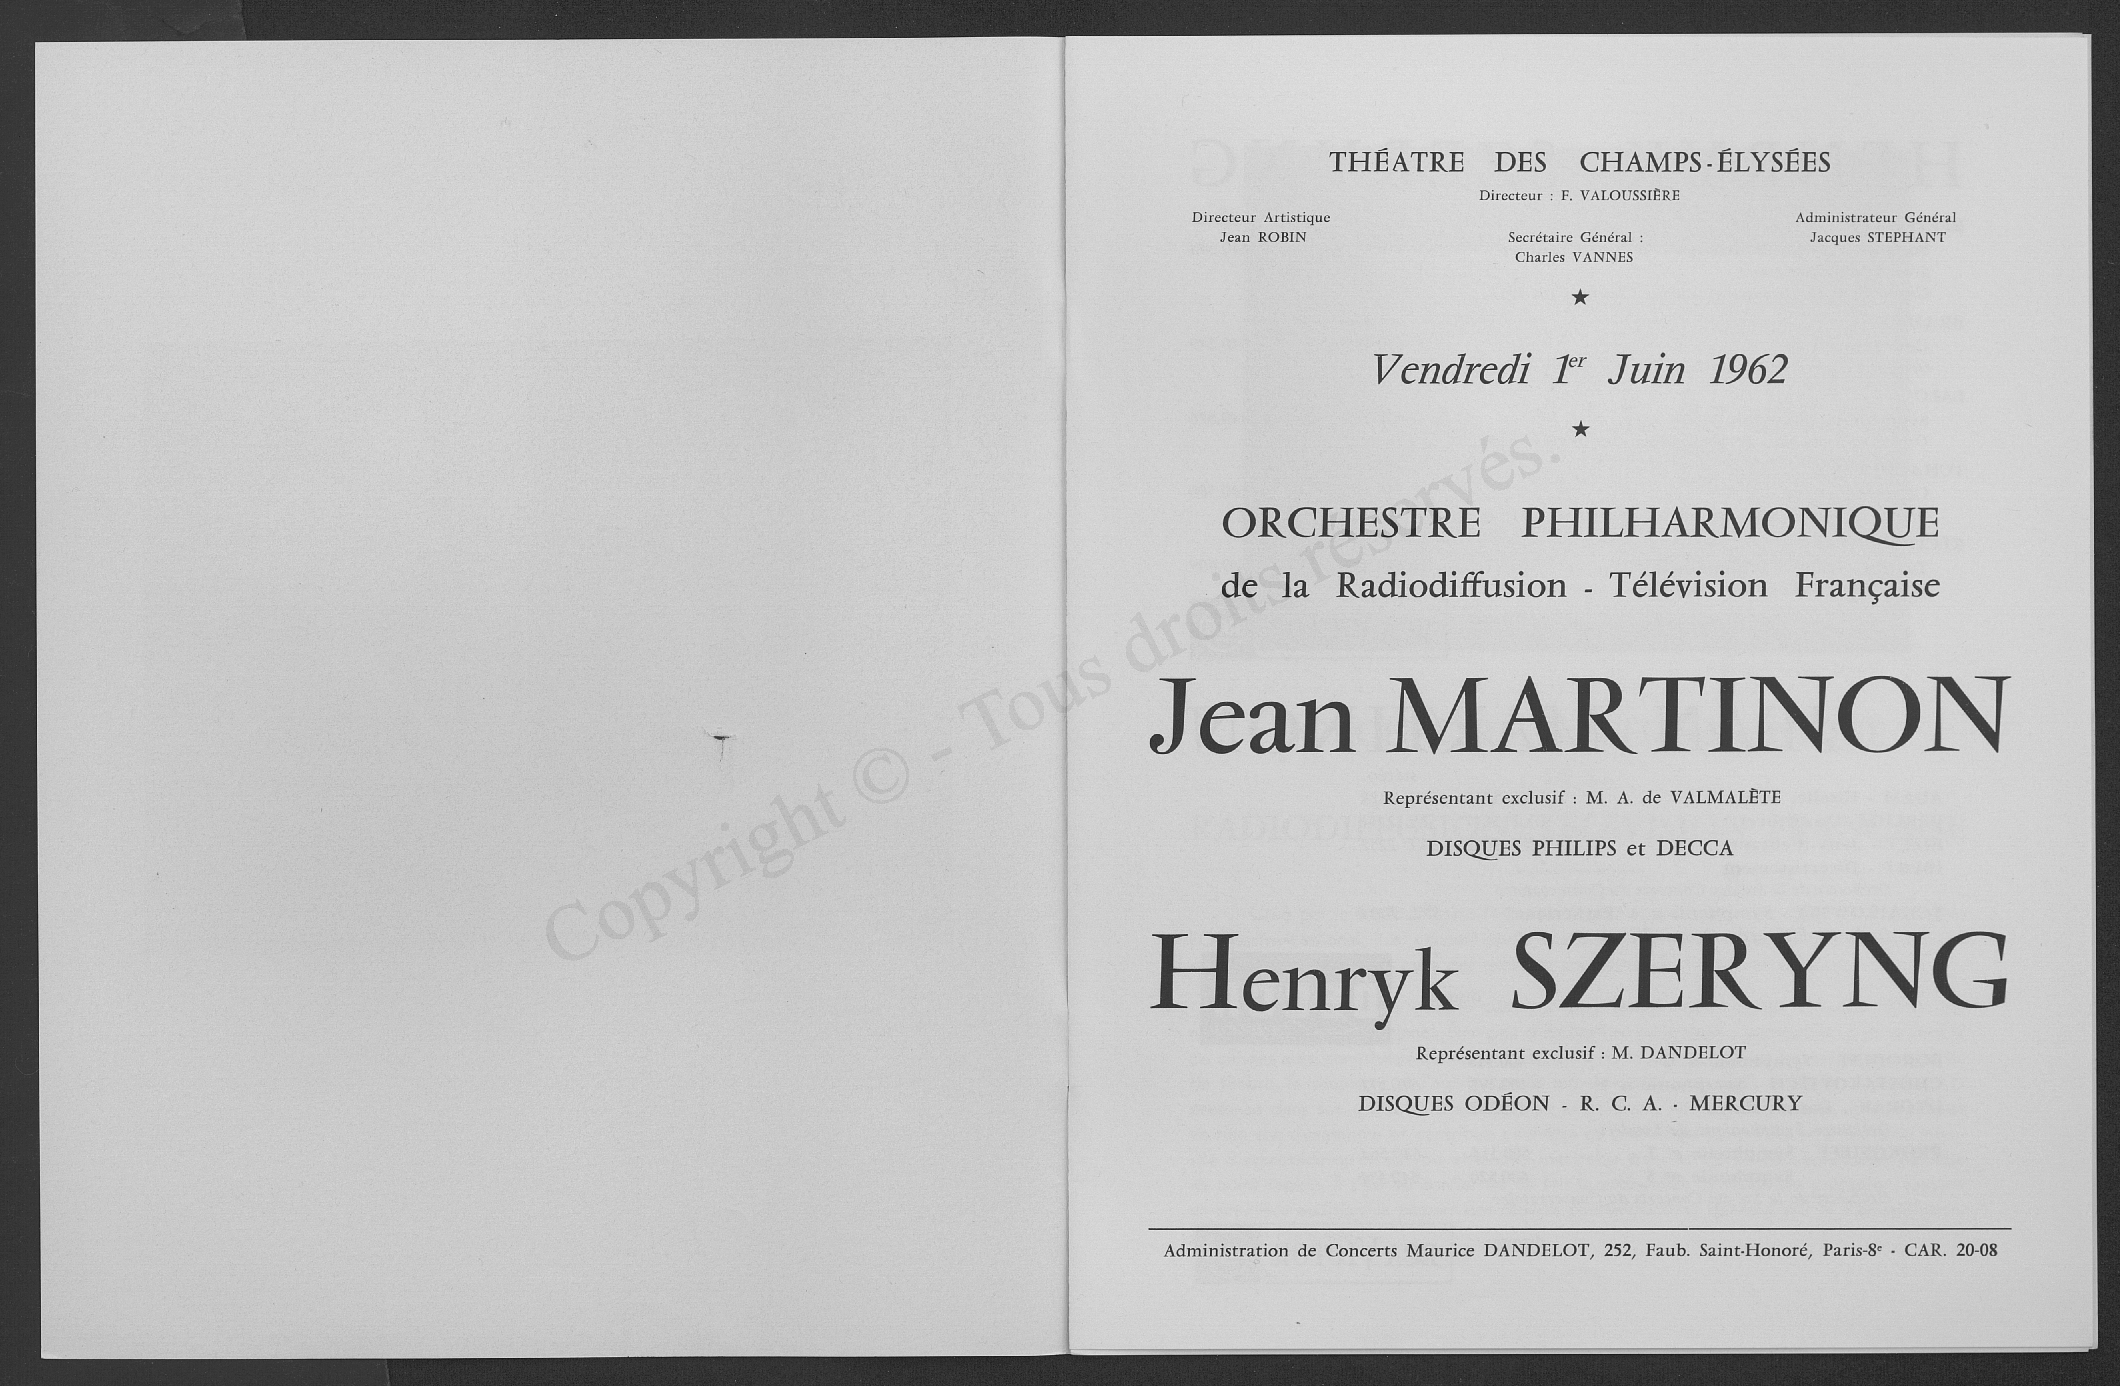 THÉATRE DES CHAMPS-ÉLYSÉES
Directeur : F. VALOUSSIÈRE
Directeur Artistique
Jean ROBIN
Secrétaire Général :
Charles VANNES
Administrateur Général
Jacques STEPHANT
★
Vendredi 1er Juin 1962
★
ORCHESTRE PHILHARMONIQUE
de la Radiodiffusion - Télévision Française
Jean MARTINON
Représentant exclusif : M. A. de VALMALÈTE
DISQUES PHILIPS et DECCA
Henryk SZERYNG
Représentant exclusif : M. DANDELOT
DISQUES ODÉON - R. C. A. - MERCURY
Administration de Concerts Maurice DANDELOT, 252, Faub. Saint-Honoré, Paris-8e - CAR. 20-08
Copyright © - Tous droits réservés.